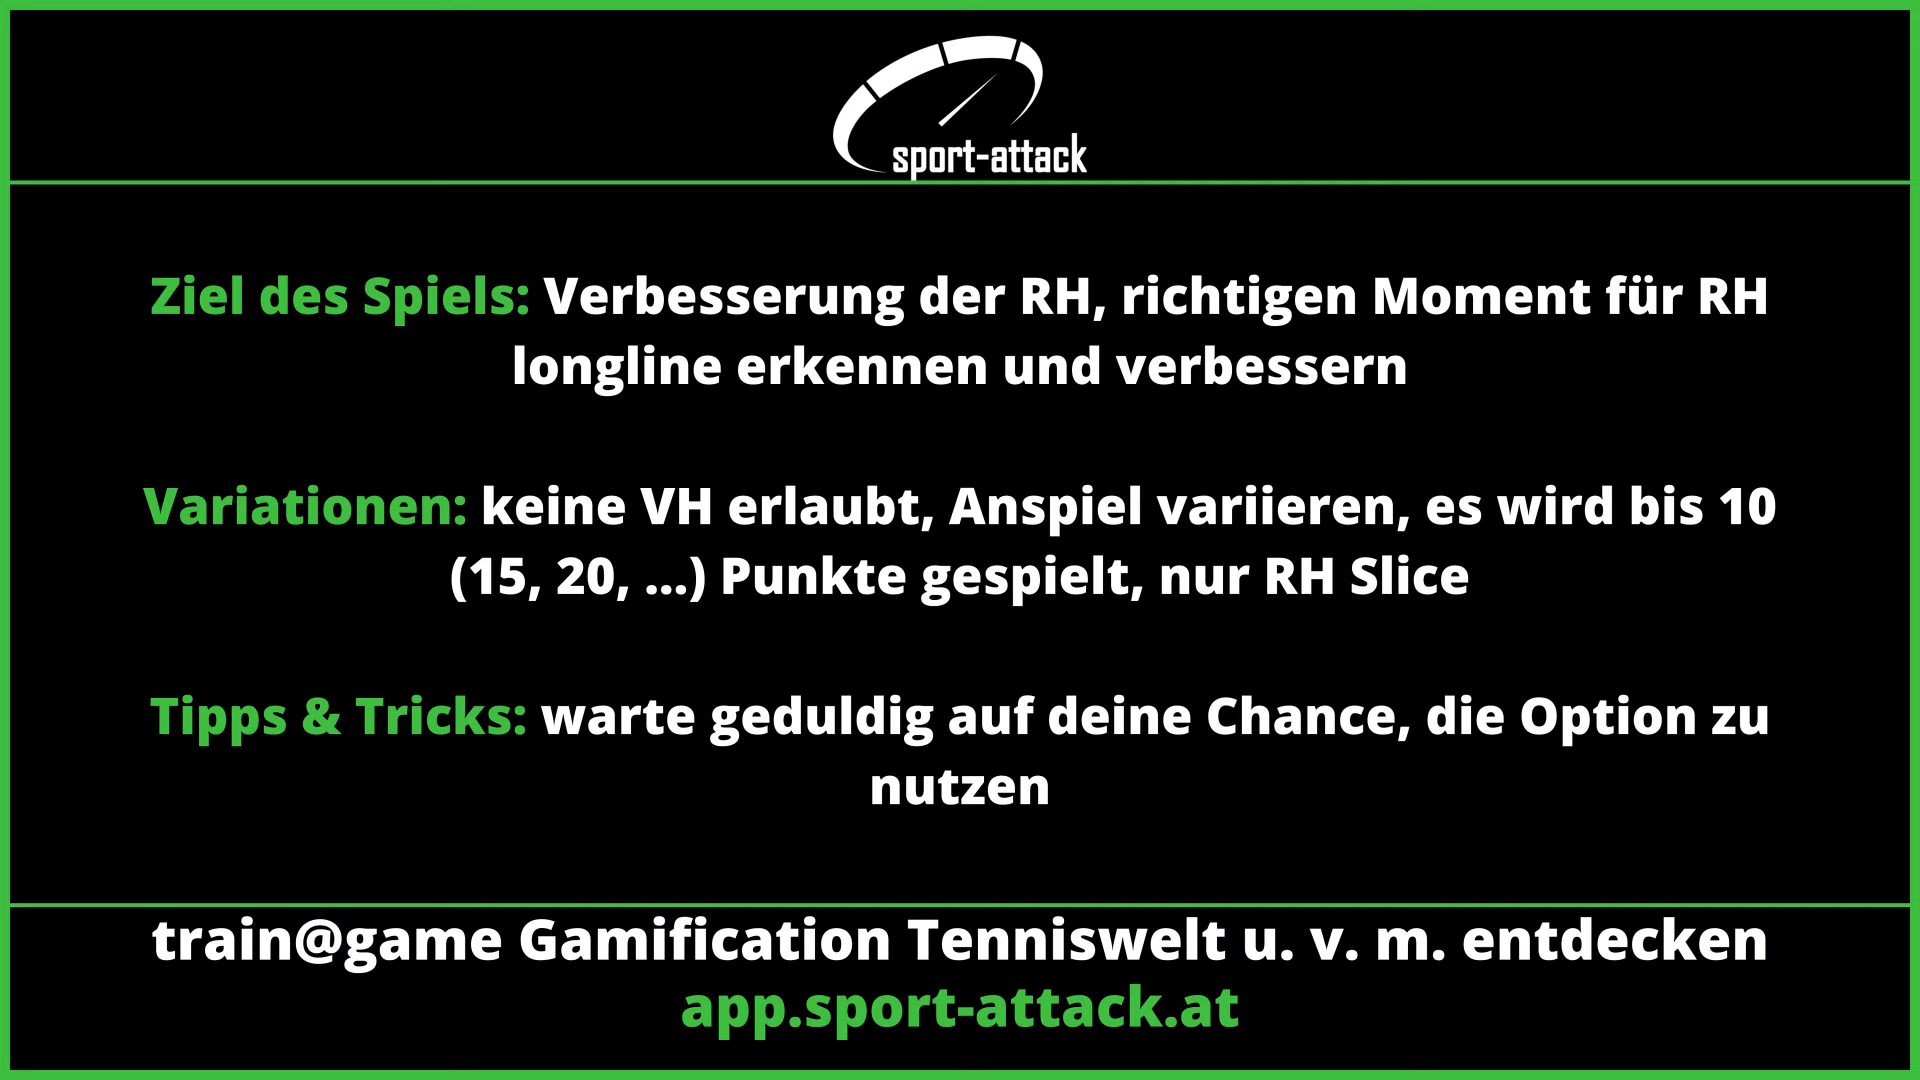 sport-attack
Ziel des Spiels: Verbesserung der RH, richtigen Moment für RH
longline erkennen und verbessern
Variationen: keine VH erlaubt, Anspiel variieren, es wird bis 10
(15, 20, ...) Punkte gespielt, nur RH Slice
Tipps & Tricks: warte geduldig auf deine Chance, die Option zu
nutzen
train@game Gamification Tenniswelt u. v. m. entdecken
app.sport-attack.at